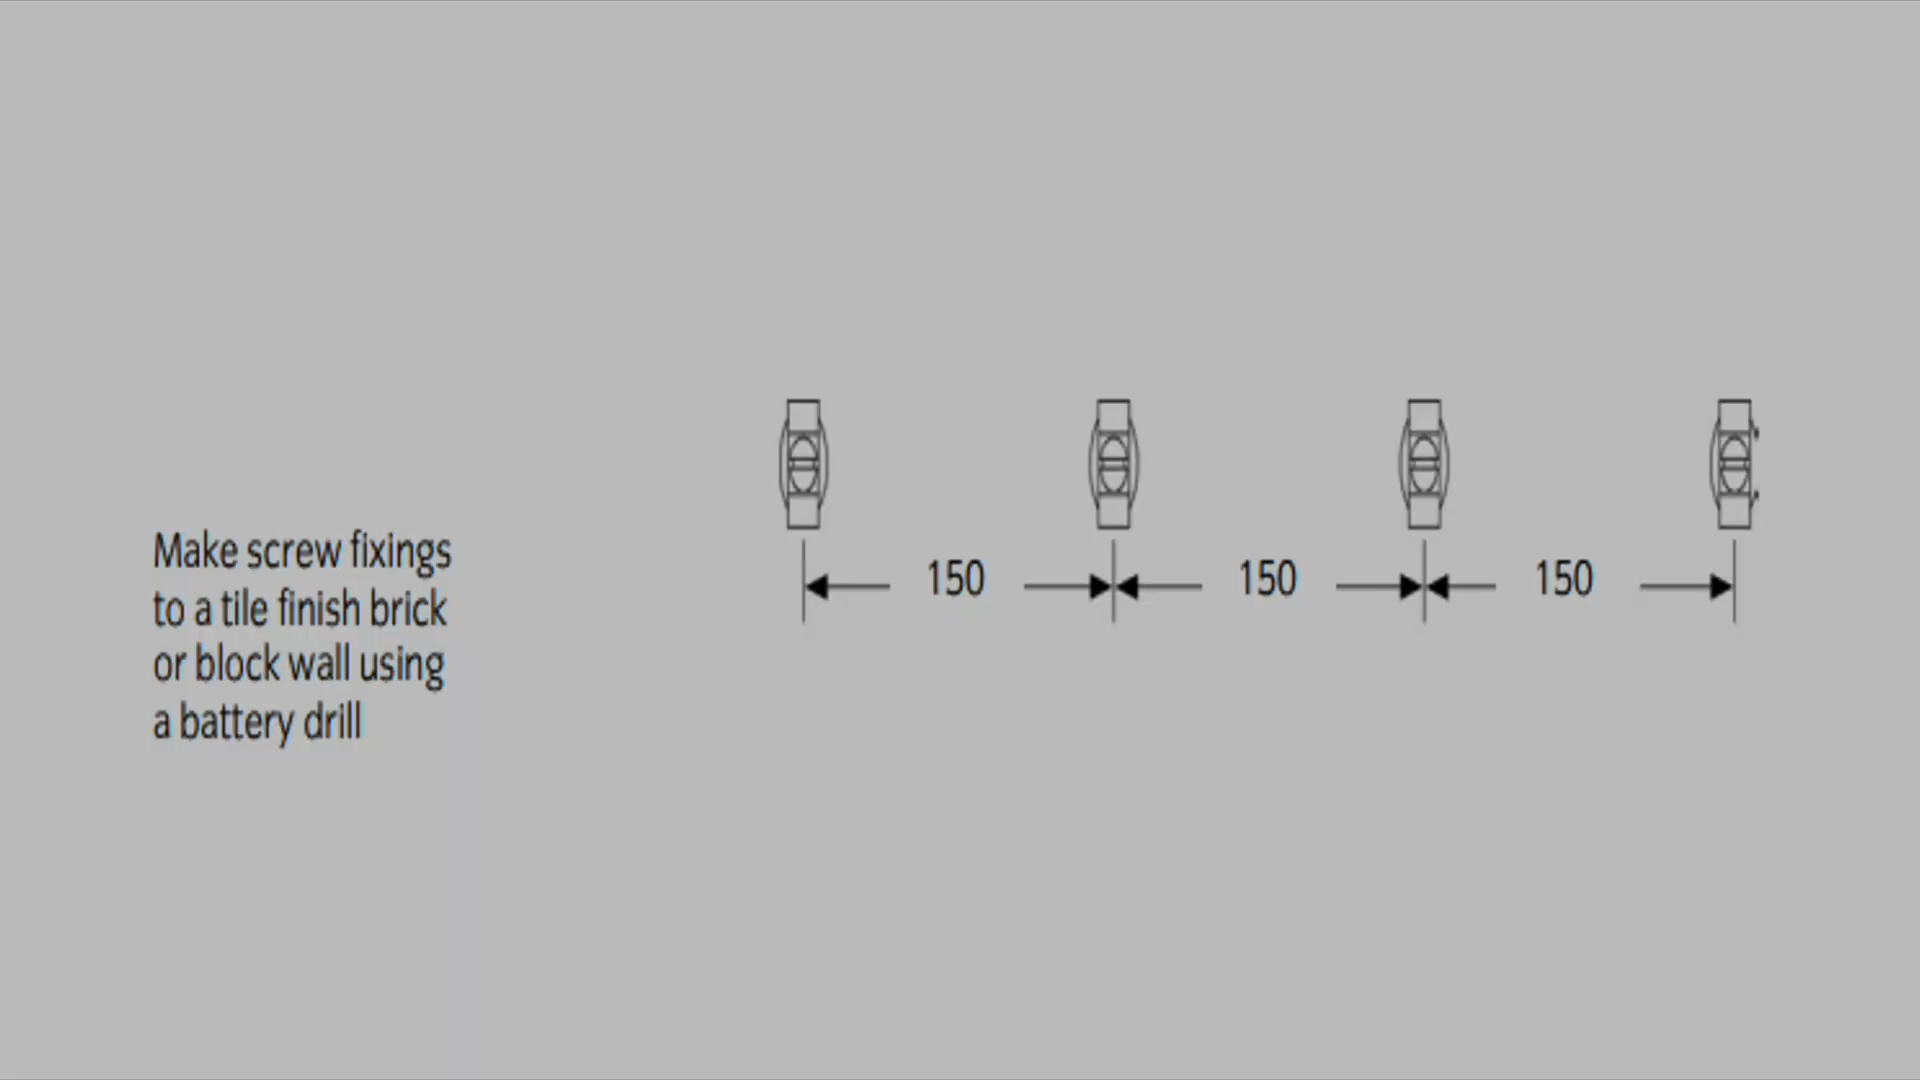 Make screw fixings
to a tile finish brick
or block wall using
a battery drill
150 150 150